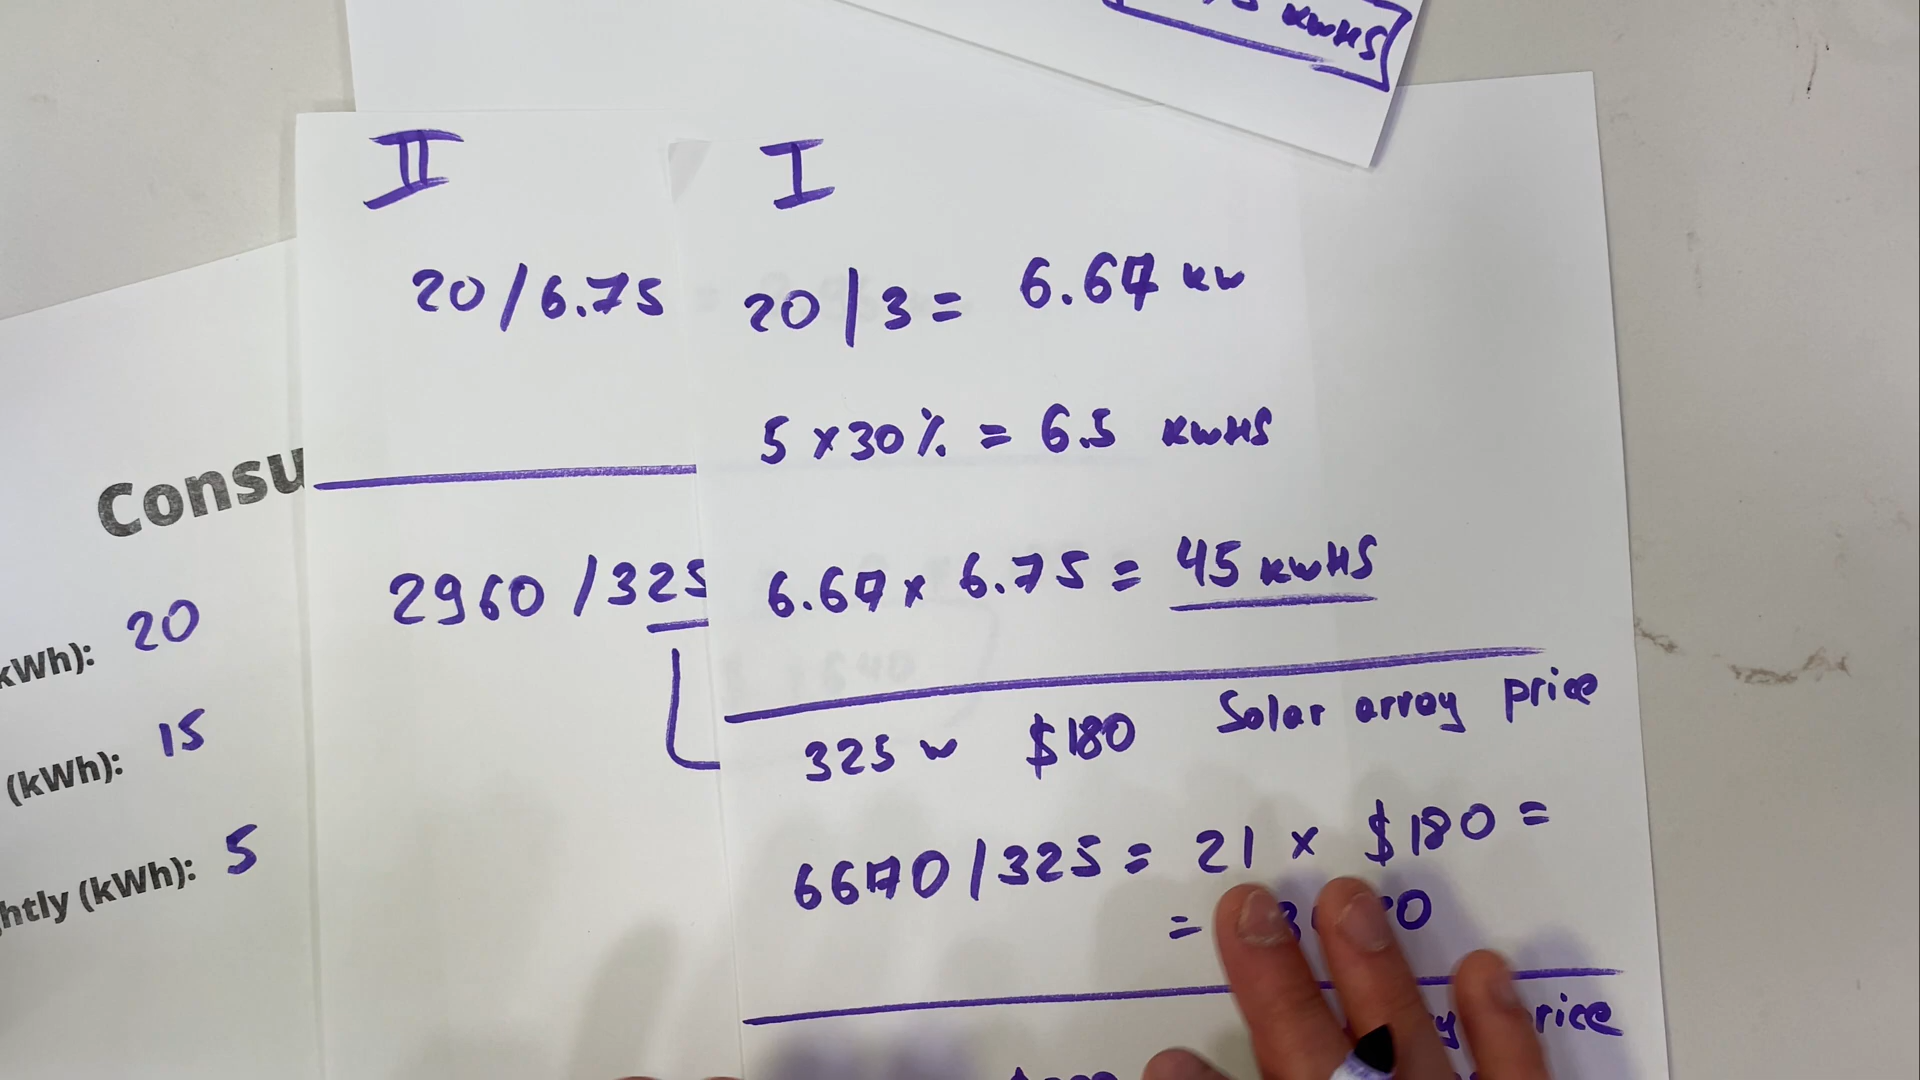 KWHS
II
20/6.75
2960/325
I
20/3= 6.67 KW
5 x 30% = 6.5 KWHS
6.67 x 6.75 = 45 KWHS
325 W $180 Solar array price
6670/325 = 21 x $180 =
=
price
Consu
kWh): 20
(kWh): 15
htly (kWh): 5